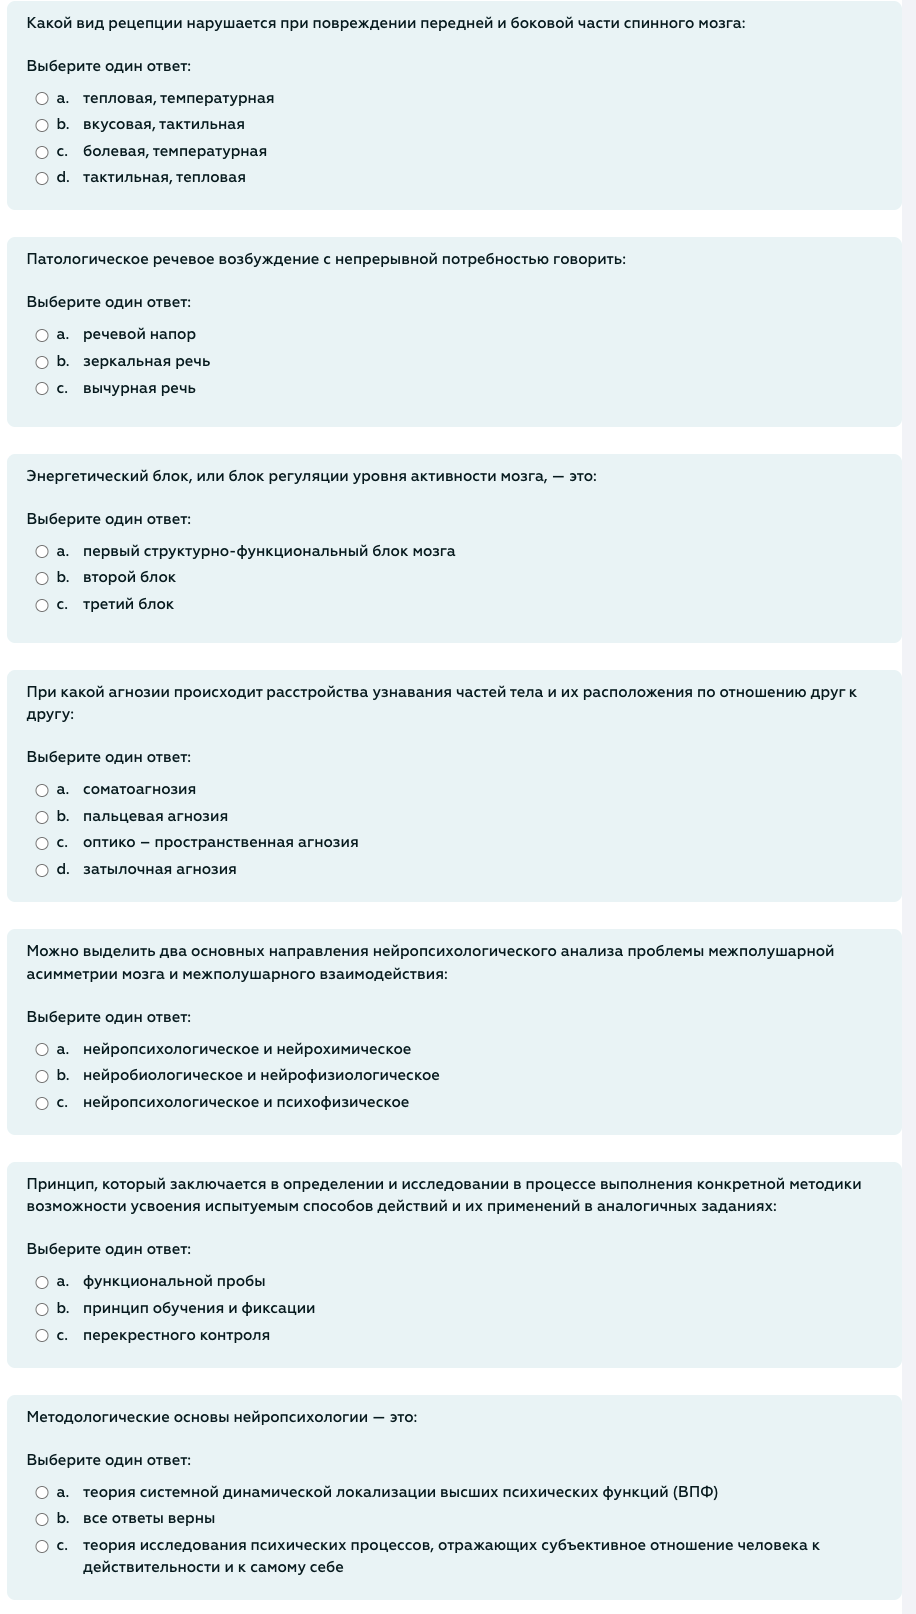 Какой вид рецепции нарушается при повреждении передней и боковой части спинного мозга:
Выберите один ответ:
a. тепловая, температурная
b. вкусовая, тактильная
c. болевая, температурная
d. тактильная, тепловая
Патологическое речевое возбуждение с непрерывной потребностью говорить:
Выберите один ответ:
a. речевой напор
b. зеркальная речь
c. вычурная речь
Энергетический блок, или блок регуляции уровня активности мозга, — это:
Выберите один ответ:
a. первый структурно-функциональный блок мозга
b. второй блок
c. третий блок
При какой агнозии происходит расстройства узнавания частей тела и их расположения по отношению друг к
другу:
Выберите один ответ:
a. соматоагнозия
b. пальцевая агнозия
c. оптико – пространственная агнозия
d. затылочная агнозия
Можно выделить два основных направления нейропсихологического анализа проблемы межполушарной
асимметрии мозга и межполушарного взаимодействия:
Выберите один ответ:
a. нейропсихологическое и нейрохимическое
b. нейробиологическое и нейрофизиологическое
c. нейропсихологическое и психофизическое
Принцип, который заключается в определении и исследовании в процессе выполнения конкретной методики
возможности усвоения испытуемым способов действий и их применений в аналогичных заданиях:
Выберите один ответ:
a. функциональной пробы
b. принцип обучения и фиксации
c. перекрестного контроля
Методологические основы нейропсихологии — это:
Выберите один ответ:
a. теория системной динамической локализации высших психических функций (ВПФ)
b. все ответы верны
c. теория исследования психических процессов, отражающих субъективное отношение человека к
действительности и к самому себе